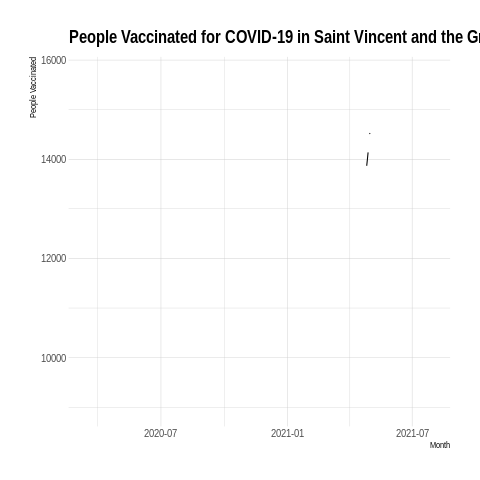 People Vaccinated for COVID-19 in Saint Vincent and the Gr
People Vaccinated
16000
14000
12000
10000
2020-07
2021-01
2021-07
Month